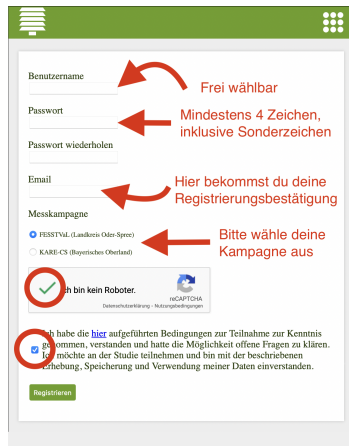 Benutzername
Frei wählbar
Passwort
Mindestens 4 Zeichen,
inklusive Sonderzeichen
Passwort wiederholen
Email
Hier bekommst du deine
Registrierungsbestätigung
Messkampagne
FESSTVaL (Landkreis Oder-Spree)
KARE-CS (Bayerisches Oberland)
Bitte wähle deine
Kampagne aus
Ich bin kein Roboter.
reCAPTCHA
Datenschutzerklärung - Nutzungsbedingungen
Ich habe die hier aufgeführten Bedingungen zur Teilnahme zur Kenntnis
genommen, verstanden und hatte die Möglichkeit offene Fragen zu klären.
Ich möchte an der Studie teilnehmen und bin mit der beschriebenen
Erhebung, Speicherung und Verwendung meiner Daten einverstanden.
Registrieren